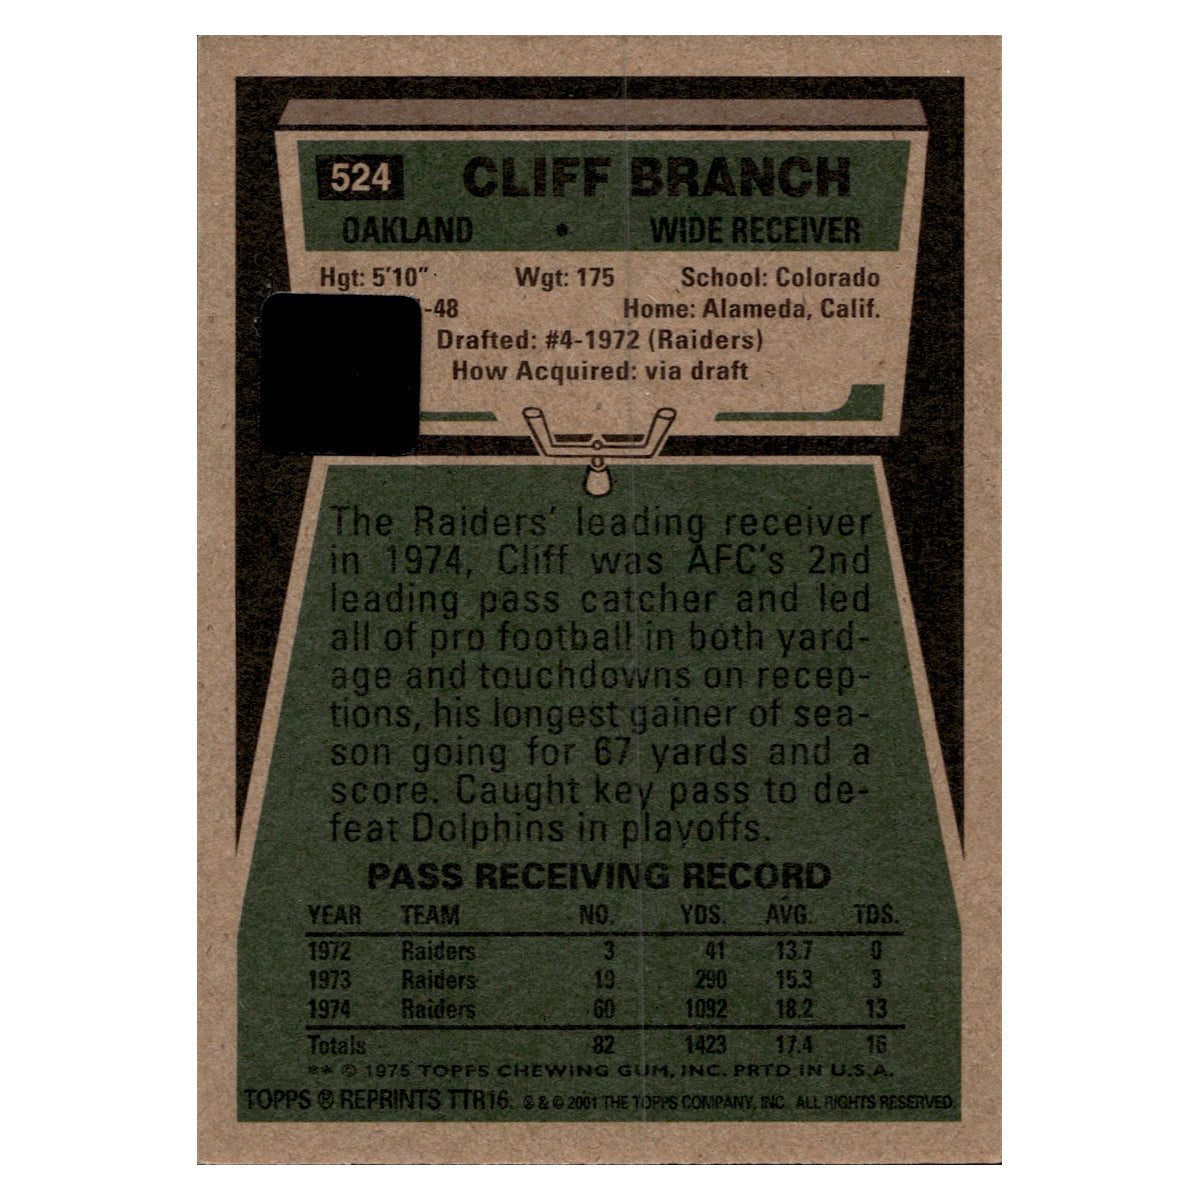 524 CLIFF BRANCH
OAKLAND • WIDE RECEIVER
Hgt: 5'10" Wgt: 175 School: Colorado
-48 Home: Alameda, Calif.
Drafted: #4-1972 (Raiders)
How Acquired: via draft
The Raiders' leading receiver
in 1974, Cliff was AFC's 2nd
leading pass catcher and led
all of pro football in both yard-
age and touchdowns on recep-
tions, his longest gainer of sea-
son going for 67 yards and a
score. Caught key pass to de-
feat Dolphins in playoffs.
PASS RECEIVING RECORD
YEAR TEAM NO. YDS. AVG. TDS.
1972 Raiders 3 41 13.7 0
1973 Raiders 19 290 15.3 3
1974 Raiders 60 1092 18.2 13
Totals 82 1423 17.4 16
** © 1975 TOPPS CHEWING GUM, INC. PRTD IN U.S.A.
TOPPS ® REPRINTS TTR16. ® & © 2001 THE TOPPS COMPANY, INC. ALL RIGHTS RESERVED.